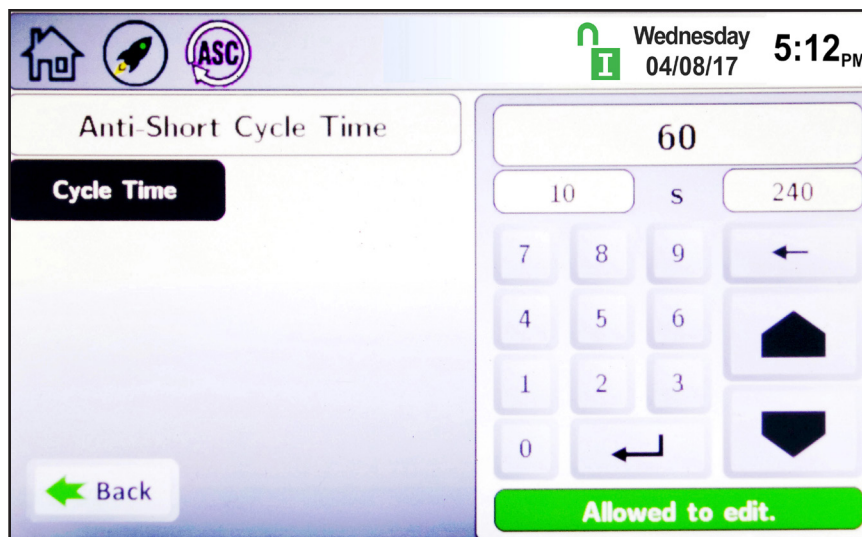 ASC
I
Wednesday
04/08/17
5:12PM
Anti-Short Cycle Time
Cycle Time
60
10 s 240
7 8 9
4 5 6
1 2 3
0
Back
Allowed to edit.